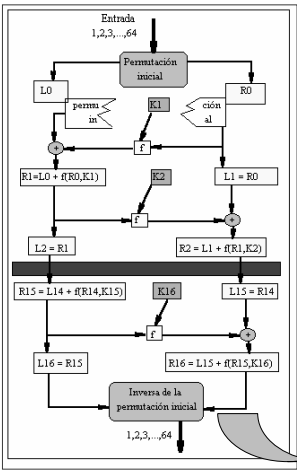 Entrada
1,2,3,...,64
Permutación
inicial
L0
R0
permu
in
K1
ción
al
+
f
R1=L0 + f(R0,K1)
K2
L1 = R0
f
+
L2 = R1
R2 = L1 + f(R1,K2)
R15 = L14 + f(R14,K15)
K16
L15 = R14
f
+
L16 = R15
R16 = L15 + f(R15,K16)
Inversa de la
permutación inicial
1,2,3,...,64